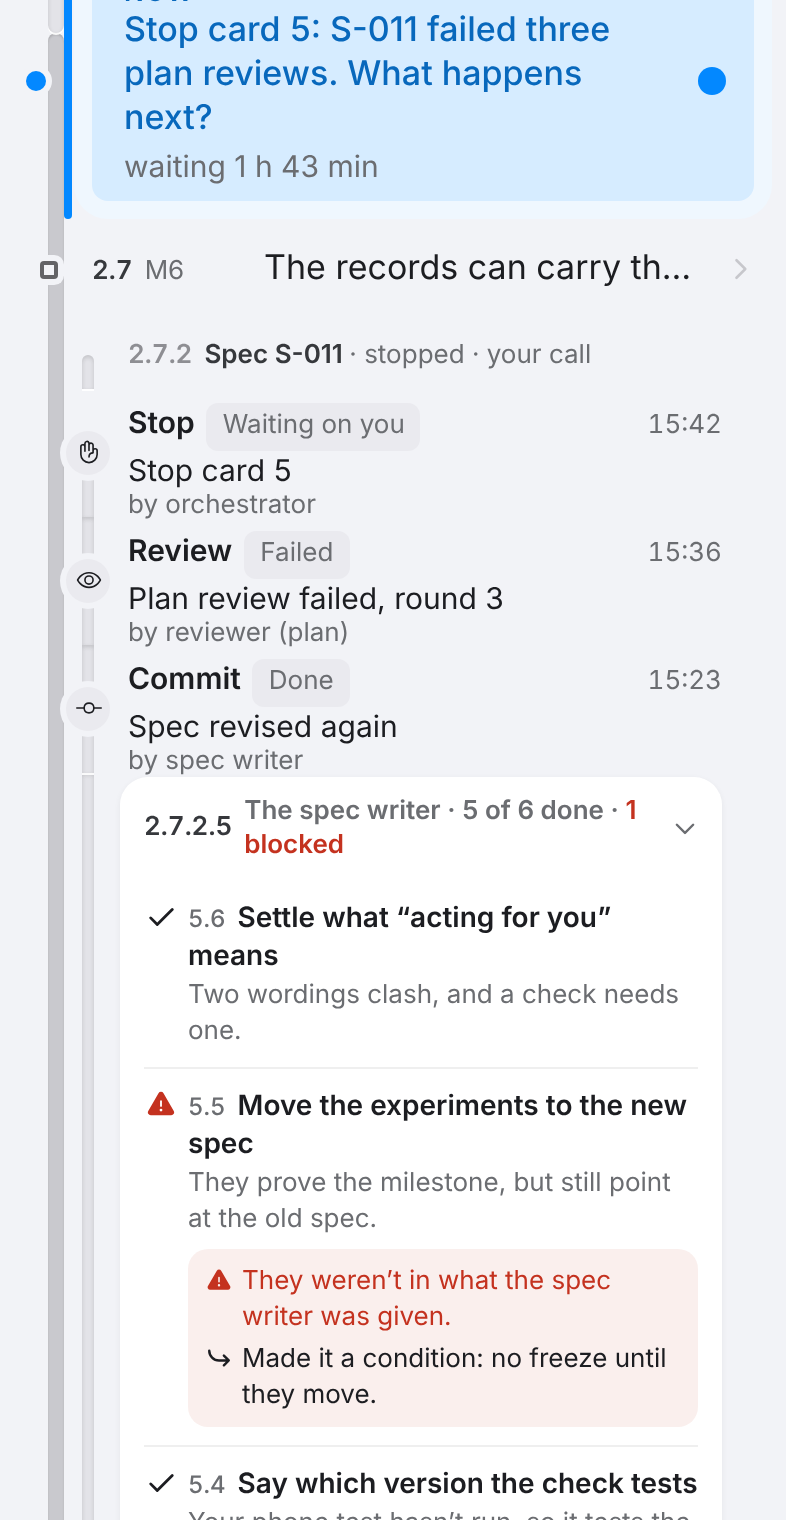 Stop card 5: S-011 failed three
plan reviews. What happens
next?
waiting 1 h 43 min
2.7 M6 The records can carry th...
2.7.2 Spec S-011 · stopped · your call
Stop Waiting on you 15:42
Stop card 5
by orchestrator
Review Failed 15:36
Plan review failed, round 3
by reviewer (plan)
Commit Done 15:23
Spec revised again
by spec writer
2.7.2.5 The spec writer · 5 of 6 done · 1
blocked
5.6 Settle what “acting for you”
means
Two wordings clash, and a check needs
one.
5.5 Move the experiments to the new
spec
They prove the milestone, but still point
at the old spec.
They weren’t in what the spec
writer was given.
Made it a condition: no freeze until
they move.
5.4 Say which version the check tests